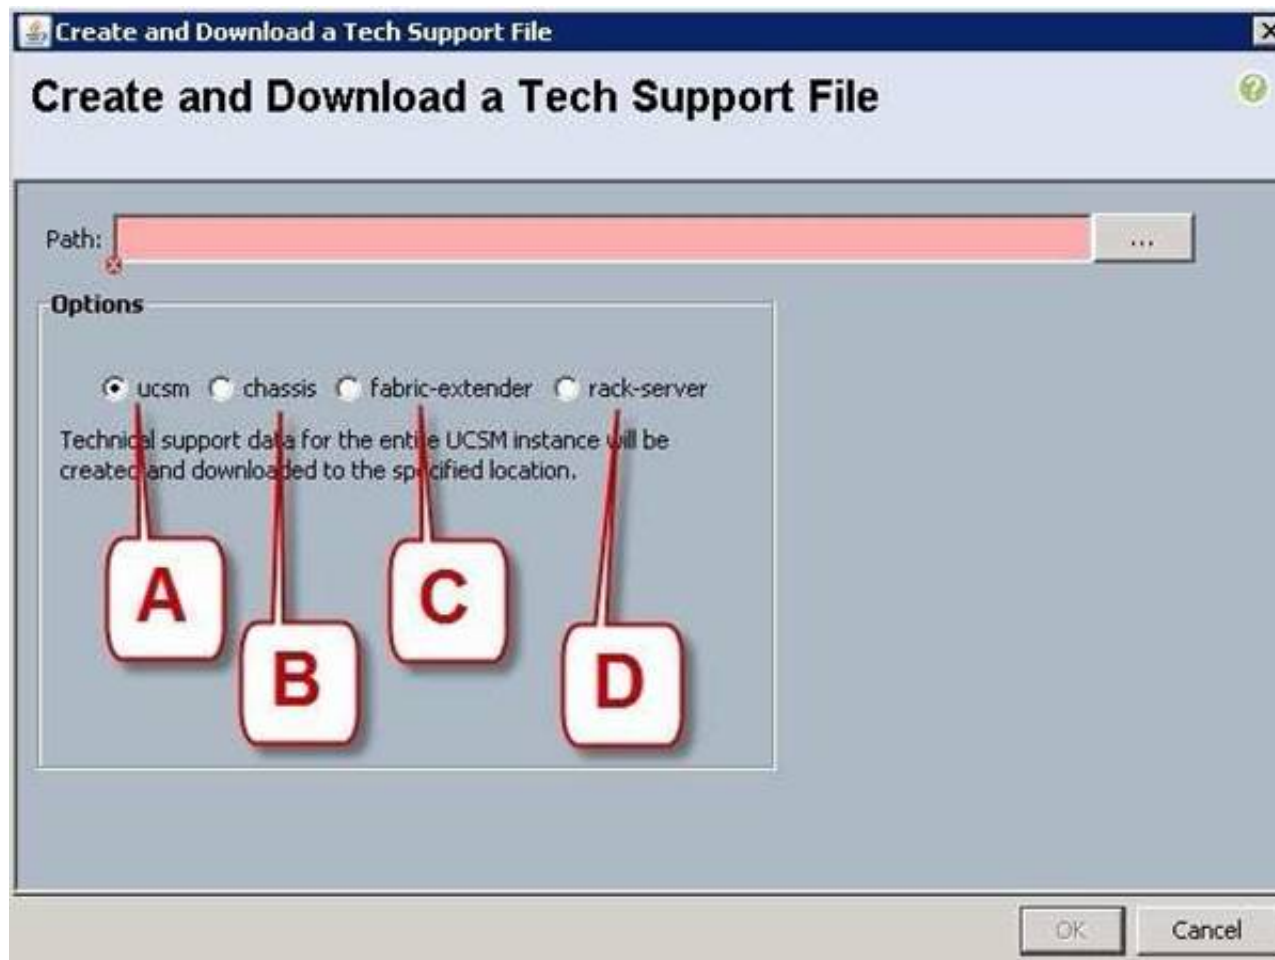 Create and Download a Tech Support File
Create and Download a Tech Support File
Path:
...
Options
ucsm chassis fabric-extender rack-server
Technical support data for the entire UCSM instance will be
created and downloaded to the specified location.
A
C
B
D
OK Cancel